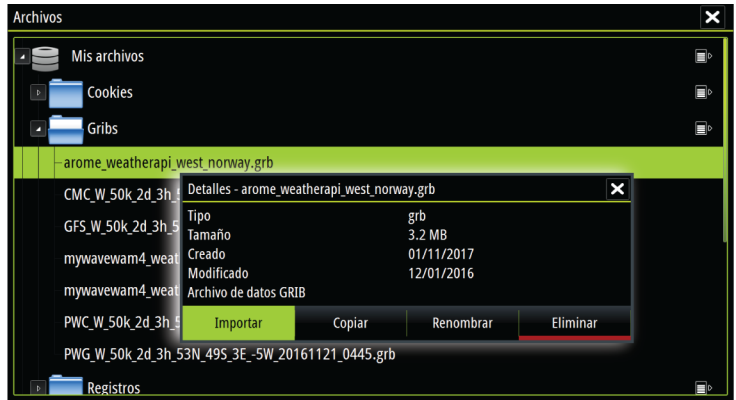 Archivos
Mis archivos
Cookies
Gribs
arome_weatherapi_west_norway.grb
CMC_W_50k_2d_3h_5
GFS_W_50k_2d_3h_5
mywavewam4_weat
mywavewam4_weat
PWC_W_50k_2d_3h_5
PWG_W_50k_2d_3h_53N_49S_3E_-5W_20161121_0445.grb
Registros
Detalles - arome_weatherapi_west_norway.grb
Tipo grb
Tamaño 3.2 MB
Creado 01/11/2017
Modificado 12/01/2016
Archivo de datos GRIB
Importar Copiar Renombrar Eliminar